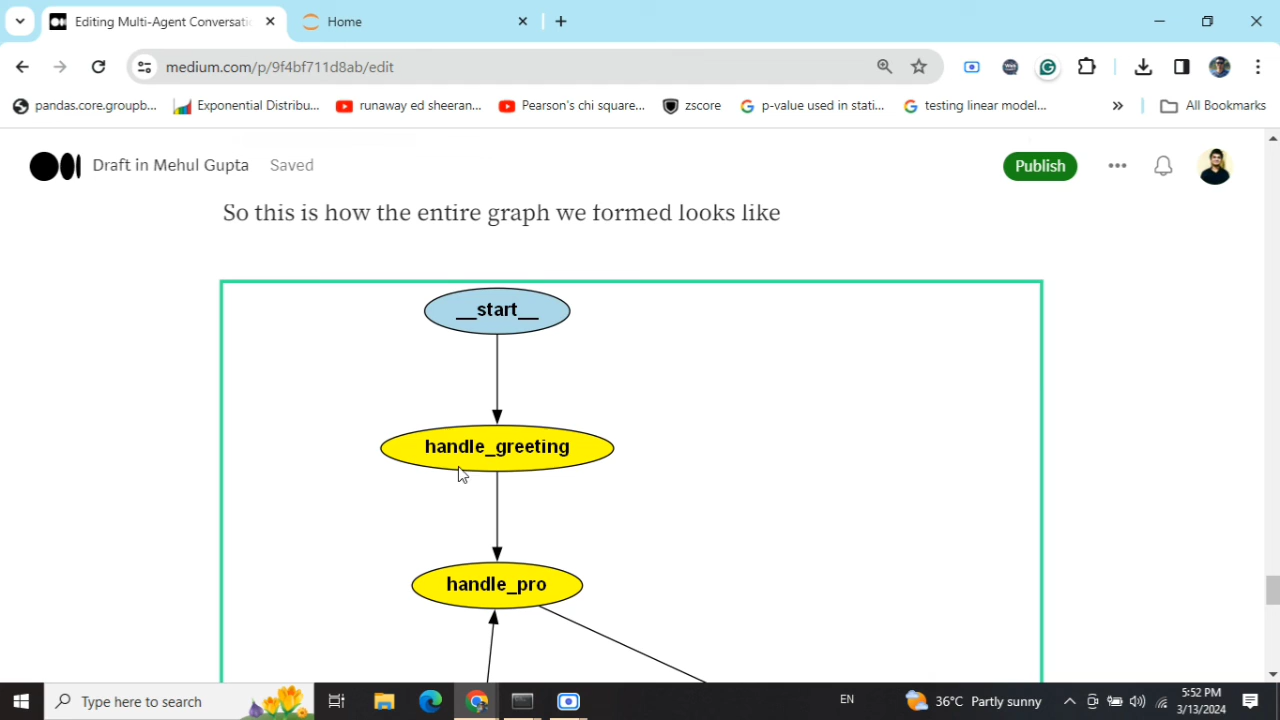 Editing Multi-Agent Conversatio
Home
medium.com/p/9f4bf711d8ab/edit
pandas.core.groupb...
Exponential Distribu...
runaway ed sheeran...
Pearson's chi square...
zscore
p-value used in stati...
testing linear model...
»
All Bookmarks
Draft in Mehul Gupta
Saved
Publish
So this is how the entire graph we formed looks like
__start__
handle_greeting
handle_pro
Type here to search
EN
36°C Partly sunny
5:52 PM
3/13/2024